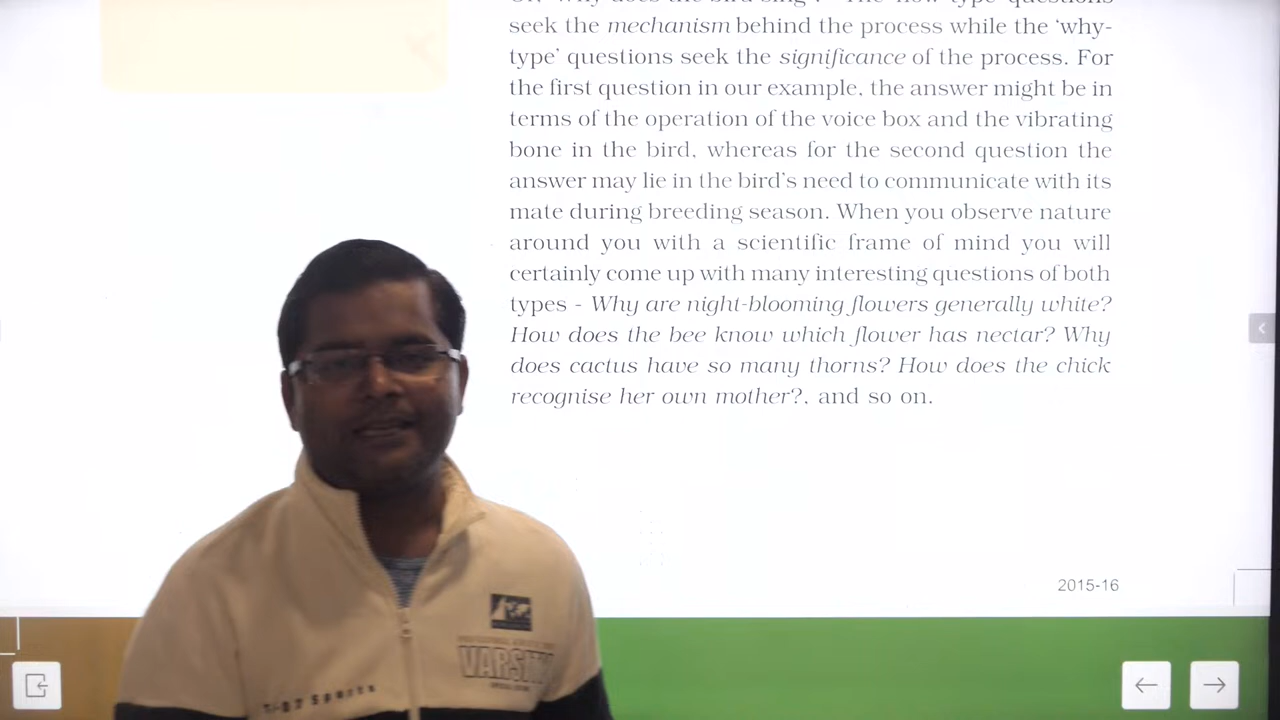 seek the mechanism behind the process while the ‘why-
type’ questions seek the significance of the process. For
the first question in our example, the answer might be in
terms of the operation of the voice box and the vibrating
bone in the bird, whereas for the second question the
answer may lie in the bird’s need to communicate with its
mate during breeding season. When you observe nature
around you with a scientific frame of mind you will
certainly come up with many interesting questions of both
types - Why are night-blooming flowers generally white?
How does the bee know which flower has nectar? Why
does cactus have so many thorns? How does the chick
recognise her own mother?, and so on.
2015-16
VARSITY